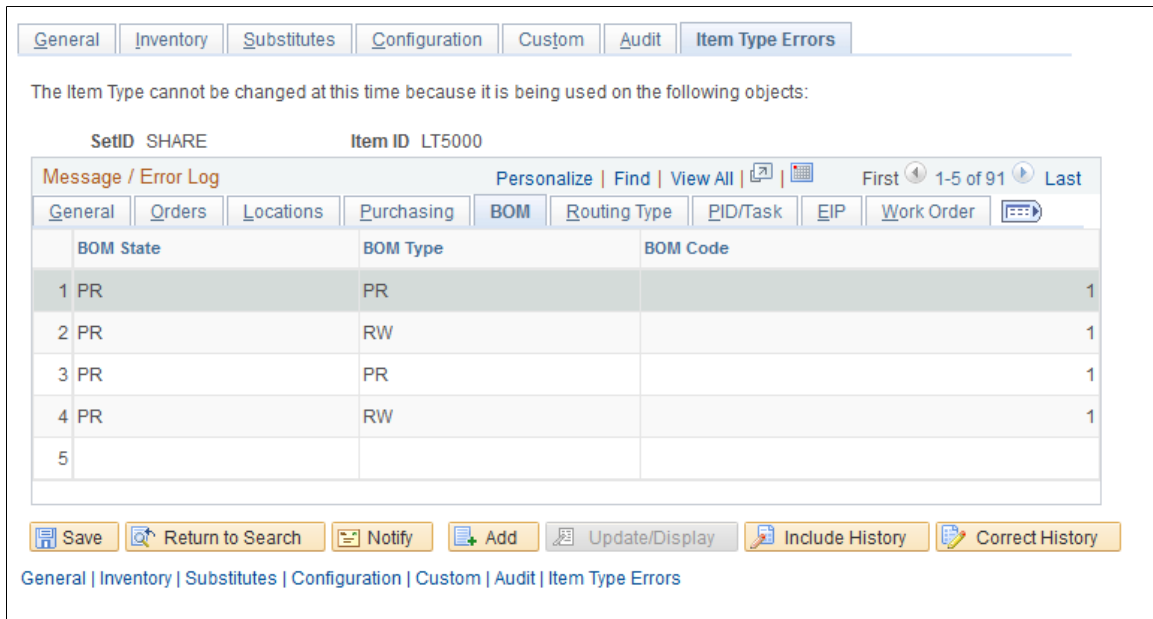 General Inventory Substitutes Configuration Custom Audit Item Type Errors
The Item Type cannot be changed at this time because it is being used on the following objects:
SetID SHARE Item ID LT5000
Message / Error Log Personalize | Find | View All | | First 1-5 of 91 Last
General Orders Locations Purchasing BOM Routing Type PID/Task EIP Work Order
BOM State BOM Type BOM Code
1 PR PR 1
2 PR RW 1
3 PR PR 1
4 PR RW 1
5
Save Return to Search Notify Add Update/Display Include History Correct History
General | Inventory | Substitutes | Configuration | Custom | Audit | Item Type Errors